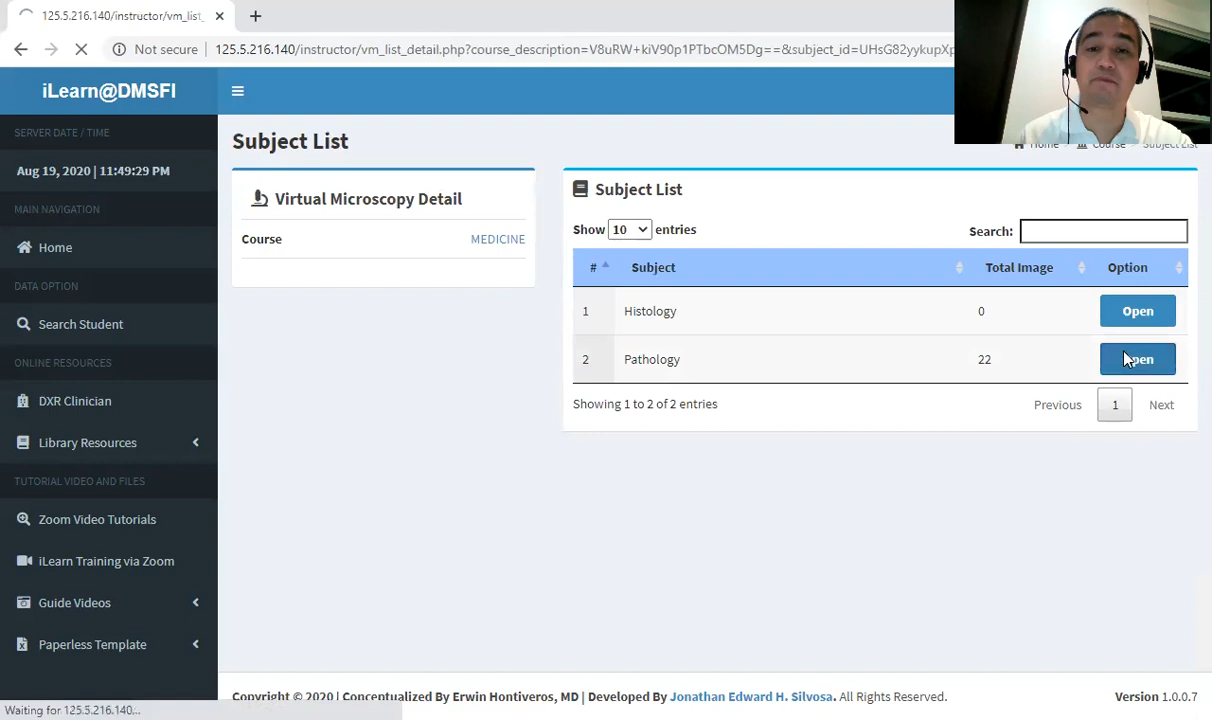 125.5.216.140/instructor/vm_list_
Not secure
125.5.216.140/instructor/vm_list_detail.php?course_description=V8uRW+kiV90p1PTbcOM5Dg==&subject_id=UHsG82yykupXp
iLearn@DMSFI
SERVER DATE / TIME
Aug 19, 2020 | 11:49:29 PM
MAIN NAVIGATION
Home
DATA OPTION
Search Student
ONLINE RESOURCES
DXR Clinician
Library Resources
TUTORIAL VIDEO AND FILES
Zoom Video Tutorials
iLearn Training via Zoom
Guide Videos
Paperless Template
Subject List
Home Course Subject List
Virtual Microscopy Detail
Course MEDICINE
Subject List
Show 10 entries Search:
# Subject Total Image Option
1 Histology 0 Open
2 Pathology 22 Open
Showing 1 to 2 of 2 entries Previous 1 Next
Copyright © 2020 | Conceptualized By Erwin Hontiveros, MD | Developed By Jonathan Edward H. Silvosa. All Rights Reserved. Version 1.0.0.7
Waiting for 125.5.216.140...